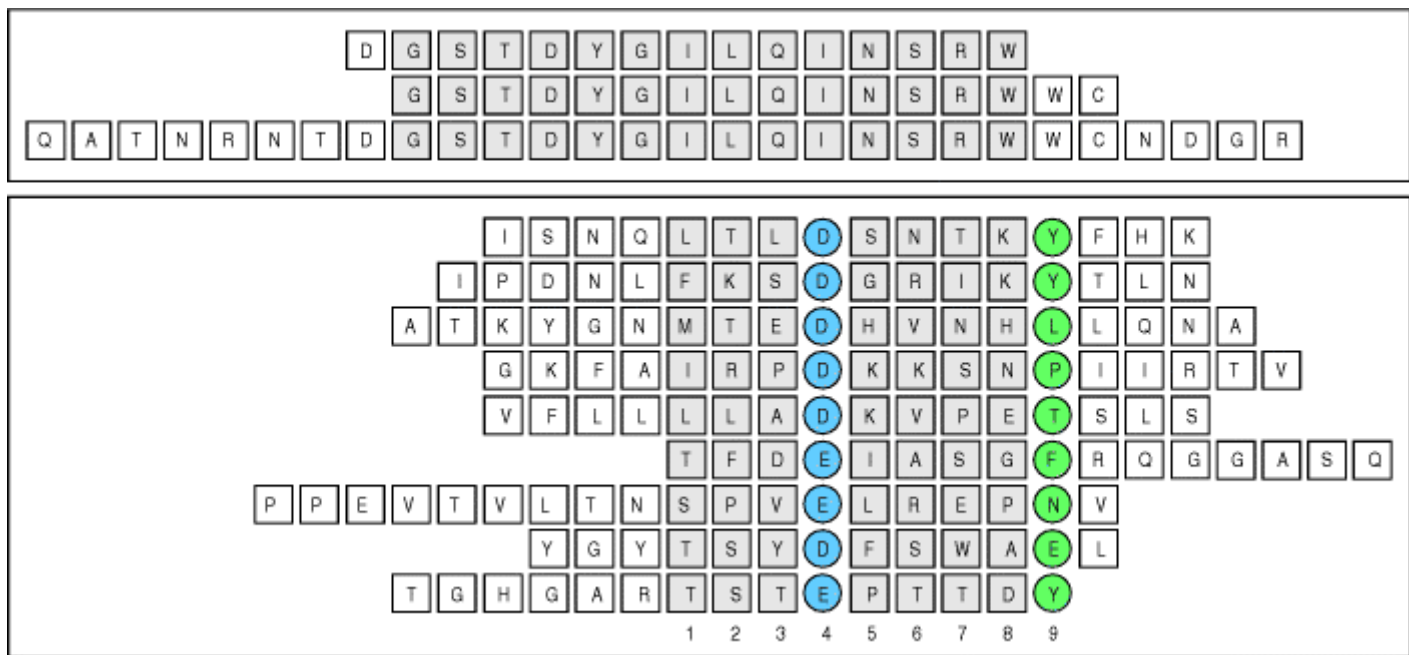 D G S T D Y G I L Q I N S R W
G S T D Y G I L Q I N S R W W C
Q A T N R N T D G S T D Y G I L Q I N S R W W C N D G R
I S N Q L T L D S N T K Y F H K
I P D N L F K S D G R I K Y T L N
A T K Y G N M T E D H V N H L L Q N A
G K F A I R P D K K S N P I I R T V
V F L L L L A D K V P E T S L S
T F D E I A S G F R Q G G A S Q
P P E V T V L T N S P V E L R E P N V
Y G Y T S Y D F S W A E L
T G H G A R T S T E P T T D Y
1 2 3 4 5 6 7 8 9